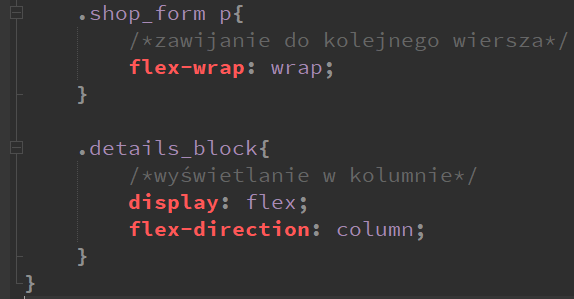 .shop_form p{
/*zawijanie do kolejnego wiersza*/
flex-wrap: wrap;
}
.details_block{
/*wyświetlanie w kolumnie*/
display: flex;
flex-direction: column;
}
}